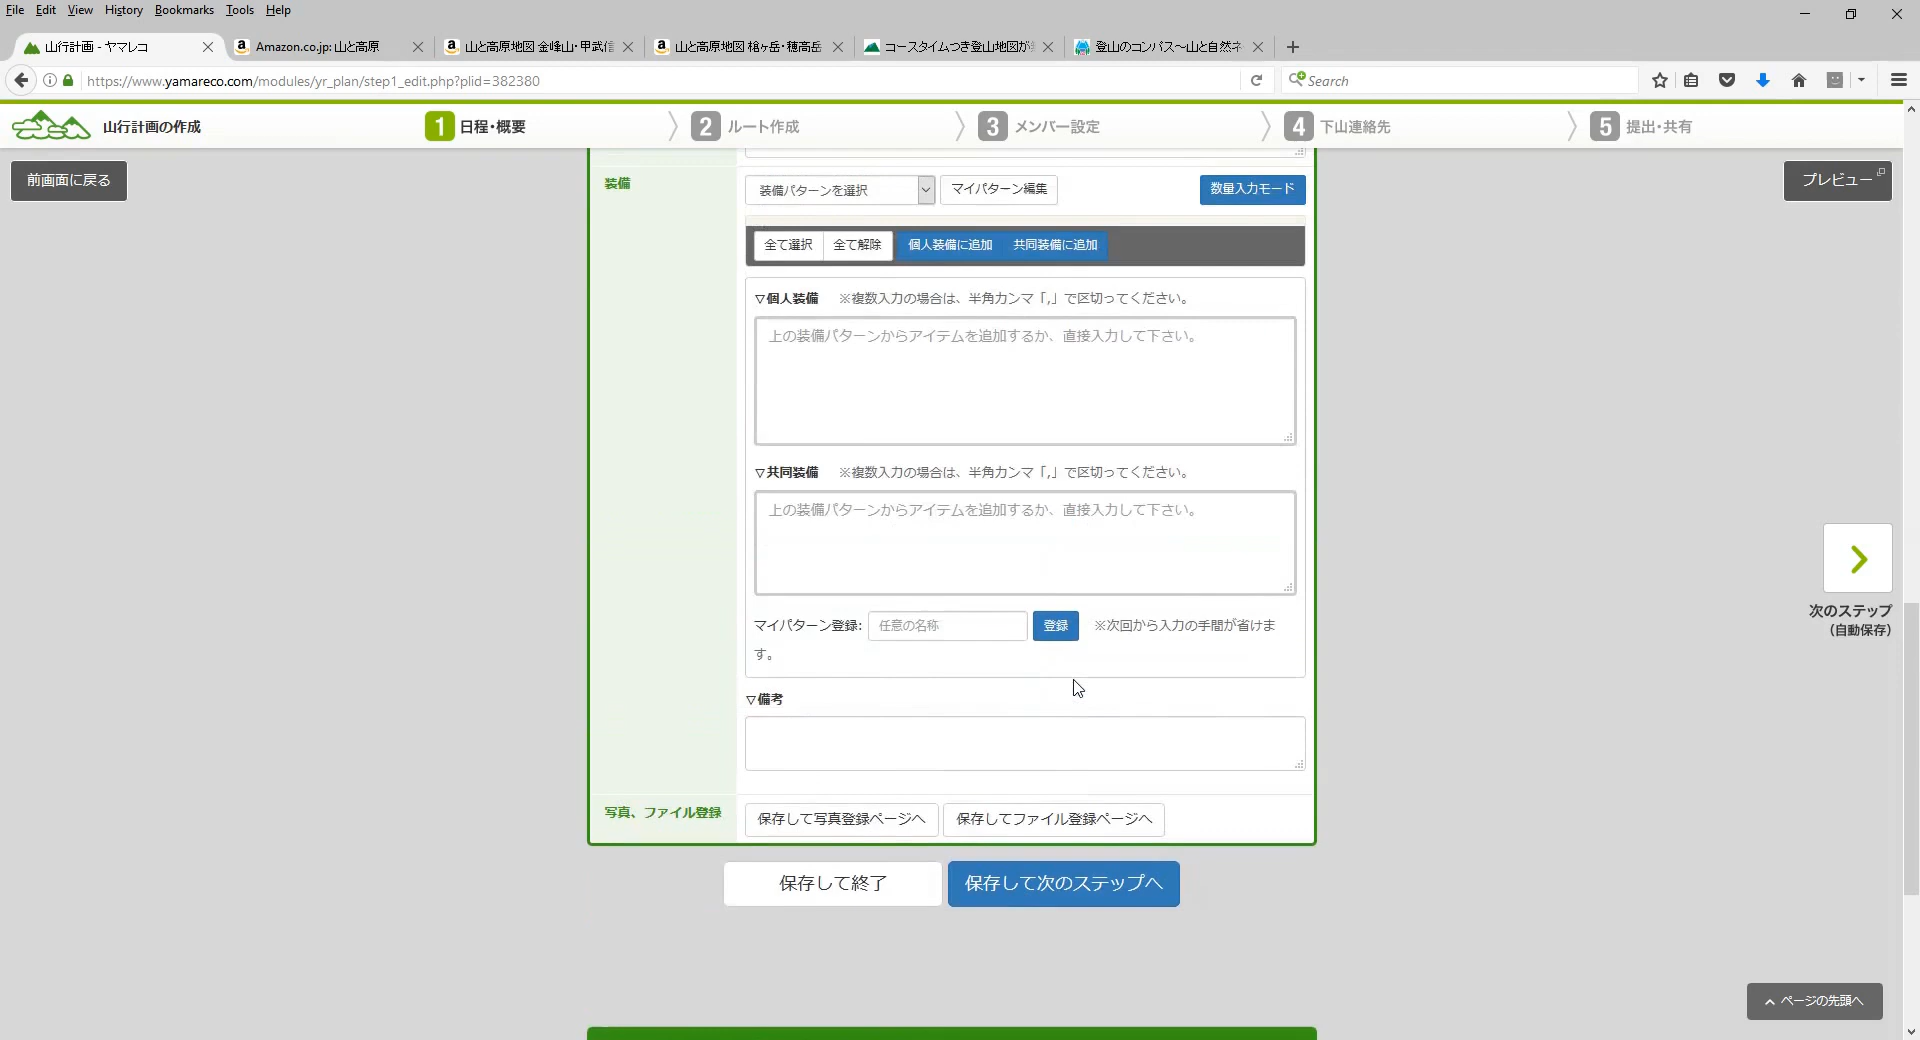 File Edit View History Bookmarks Tools Help
山行計画 - ヤマレコ
Amazon.co.jp: 山と高原
山と高原地図 金峰山・甲武信
山と高原地図 槍ヶ岳・穂高岳
コースタイムつき登山地図が
登山のコンパス～山と自然ネ
https://www.yamareco.com/modules/yr_plan/step1_edit.php?plid=382380
Search
山行計画の作成
1 日程・概要
2 ルート作成
3 メンバー設定
4 下山連絡先
5 提出・共有
前画面に戻る
プレビュー
装備
装備パターンを選択
マイパターン編集
数量入力モード
全て選択
全て解除
個人装備に追加
共同装備に追加
▽個人装備 ※複数入力の場合は、半角カンマ「,」で区切ってください。
上の装備パターンからアイテムを追加するか、直接入力して下さい。
▽共同装備 ※複数入力の場合は、半角カンマ「,」で区切ってください。
上の装備パターンからアイテムを追加するか、直接入力して下さい。
次のステップ
（自動保存）
マイパターン登録: 任意の名称 登録 ※次回から入力の手間が省けま
す。
▽備考
写真、ファイル登録
保存して写真登録ページへ
保存してファイル登録ページへ
保存して終了
保存して次のステップへ
ページの先頭へ